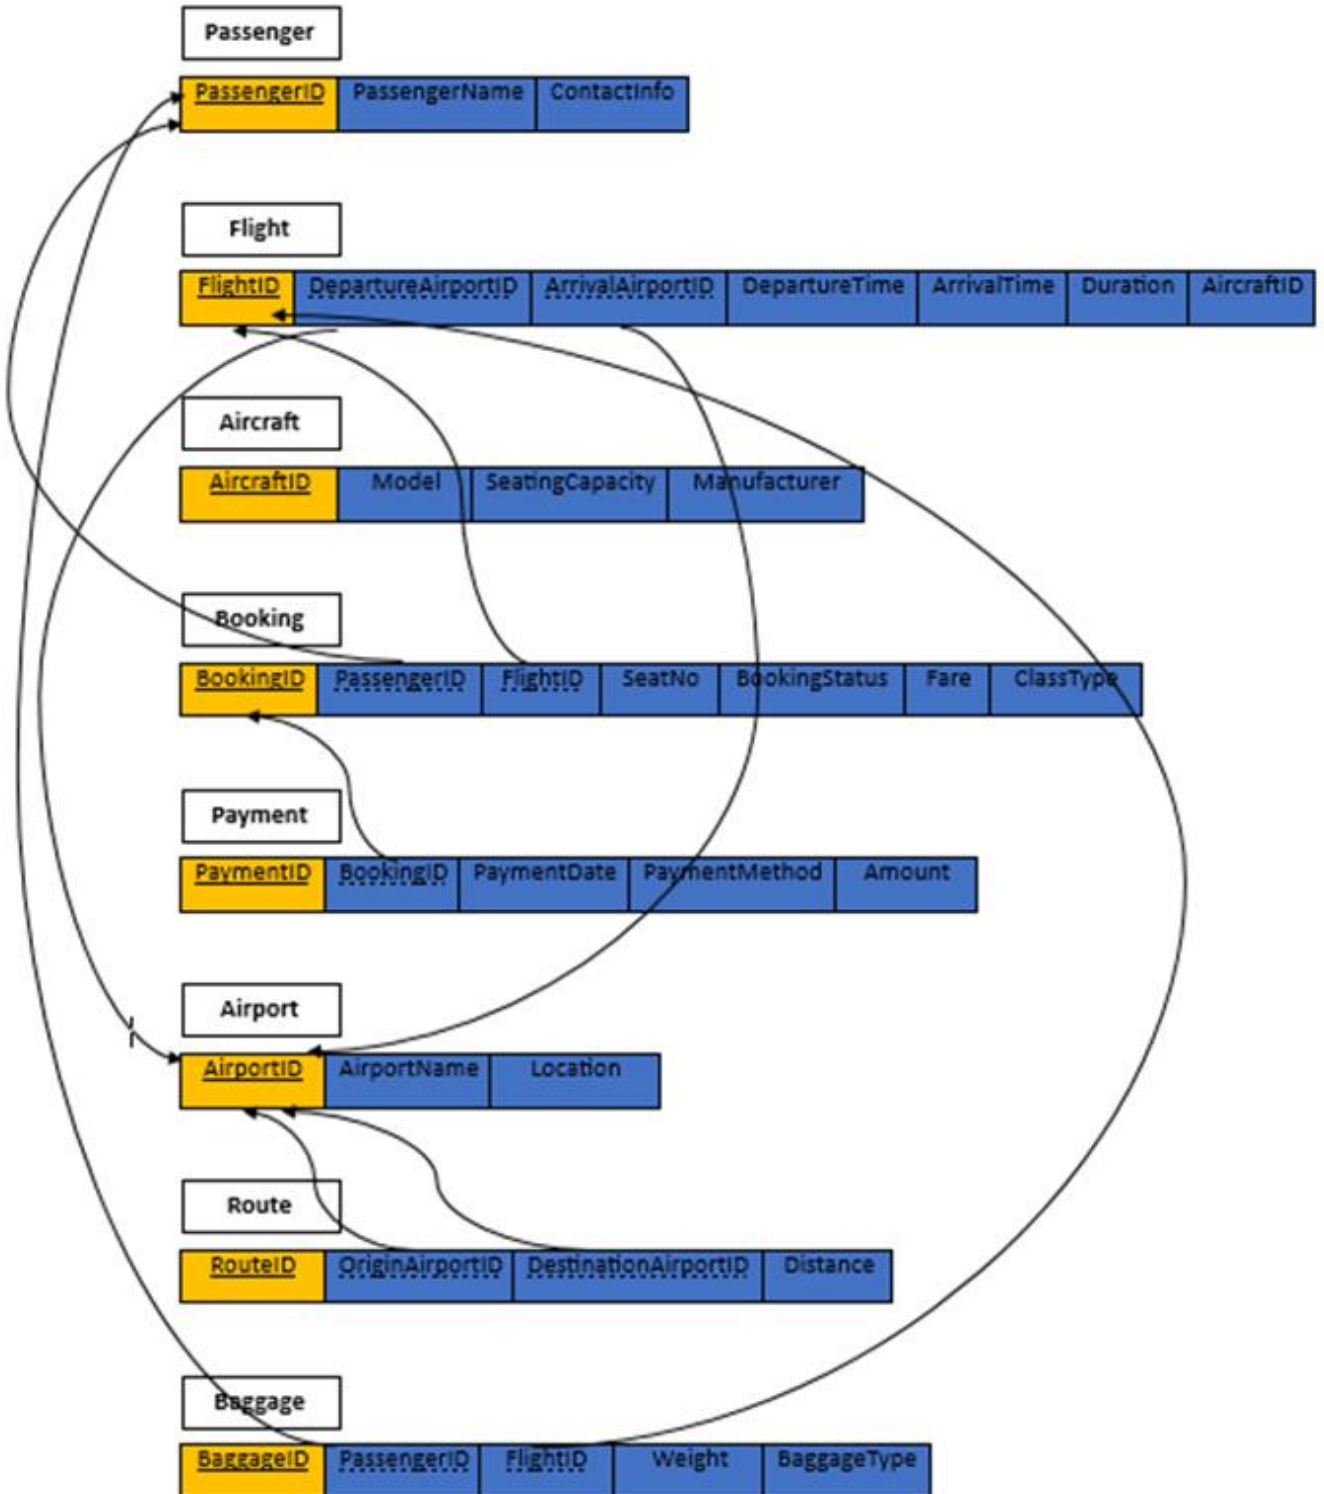 Passenger
PassengerID PassengerName ContactInfo
Flight
FlightID DepartureAirportID ArrivalAirportID DepartureTime ArrivalTime Duration AircraftID
Aircraft
AircraftID Model SeatingCapacity Manufacturer
Booking
BookingID PassengerID FlightID SeatNo BookingStatus Fare ClassType
Payment
PaymentID BookingID PaymentDate PaymentMethod Amount
Airport
AirportID AirportName Location
Route
RouteID OriginAirportID DestinationAirportID Distance
Baggage
BaggageID PassengerID FlightID Weight BaggageType